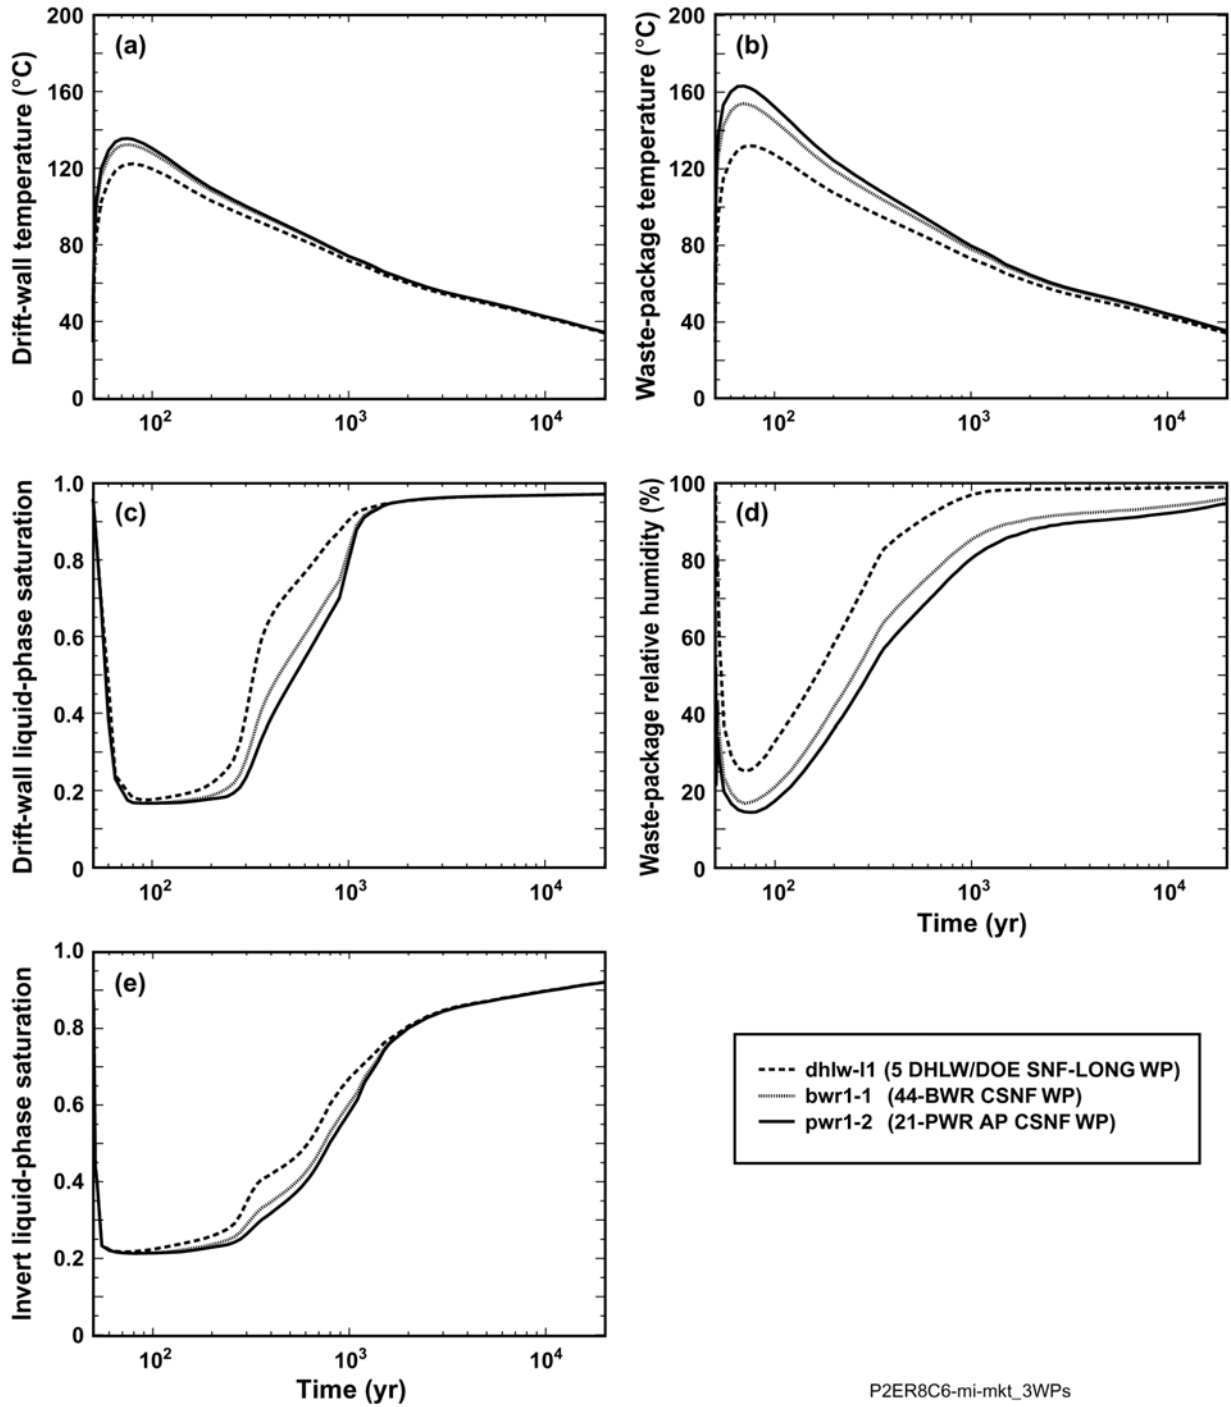 (a)
Drift-wall temperature (°C)
200
160
120
80
40
0
10²
10³
10⁴
(b)
Waste-package temperature (°C)
200
160
120
80
40
0
10²
10³
10⁴
(c)
Drift-wall liquid-phase saturation
1.0
0.8
0.6
0.4
0.2
0
10²
10³
10⁴
(d)
Waste-package relative humidity (%)
100
80
60
40
20
0
10²
10³
10⁴
Time (yr)
(e)
Invert liquid-phase saturation
1.0
0.8
0.6
0.4
0.2
0
10²
10³
10⁴
Time (yr)
dhlw-l1 (5 DHLW/DOE SNF-LONG WP)
bwr1-1 (44-BWR CSNF WP)
pwr1-2 (21-PWR AP CSNF WP)
P2ER8C6-mi-mkt_3WPs